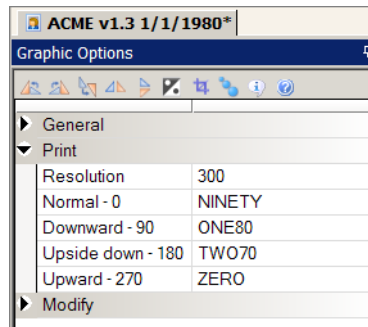 ACME v1.3 1/1/1980*
Graphic Options
General
Print
Resolution 300
Normal - 0 NINETY
Downward - 90 ONE80
Upside down - 180 TWO70
Upward - 270 ZERO
Modify